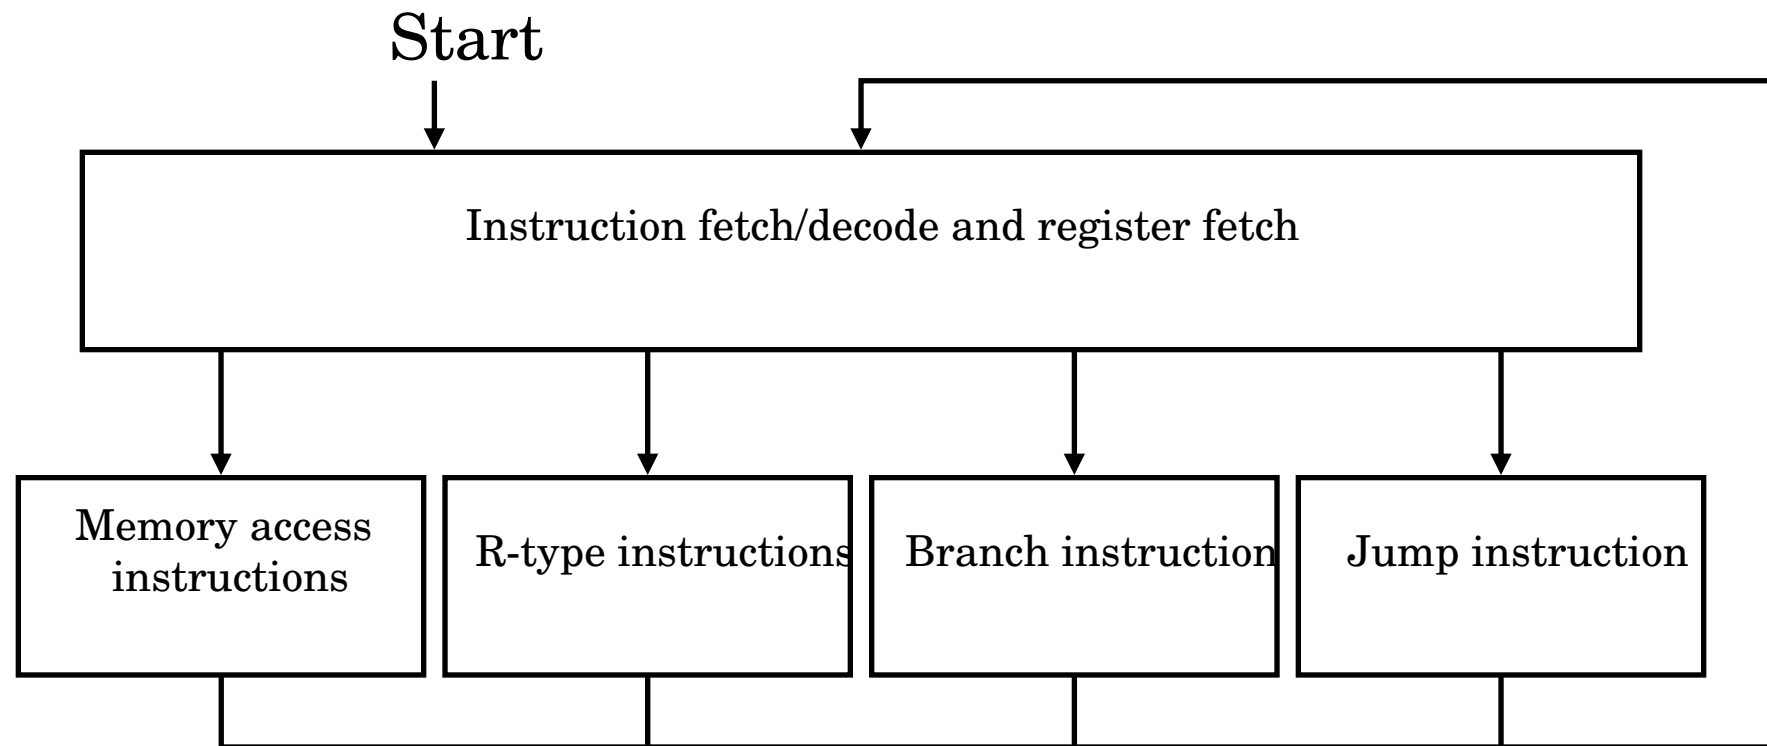 Start
Instruction fetch/decode and register fetch
Memory access
instructions
R-type instructions
Branch instruction
Jump instruction